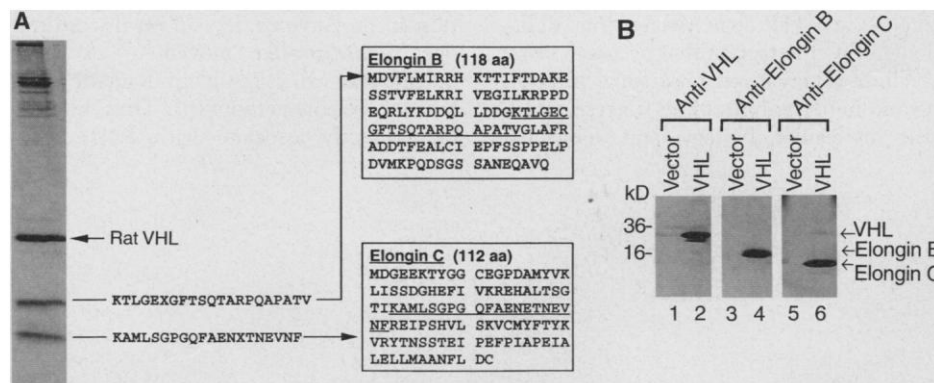 A
Rat VHL
KTLGEXGFTSQTARPQAPATV
KAMLSGPGQFAENXTNEVNF
Elongin B (118 aa)
MDVFLMIRRH KTTIFTDAKE
SSTVFELKRI VEGILKRPPD
EQRLYKDDQL LDDGKTLGEC
GFTSQTARPQ APATVGLAFR
ADDTFEALCI EPFSSPPELP
DVMKPQDSGS SANEQAVQ
Elongin C (112 aa)
MDGEEKTYGG CEGPDAMYVK
LISSDGHEFI VKREHALTSG
TIKAMLSGPG QFAENETNEV
NFREIPSHVL SKVCMYFTYK
VRYTNSSTEI PEFPIAPEIA
LELLMAANFL DC
B
Anti-VHL
Anti-Elongin B
Anti-Elongin C
Vector
VHL
Vector
VHL
Vector
VHL
kD
36-
16-
VHL
Elongin B
Elongin C
1 2 3 4 5 6